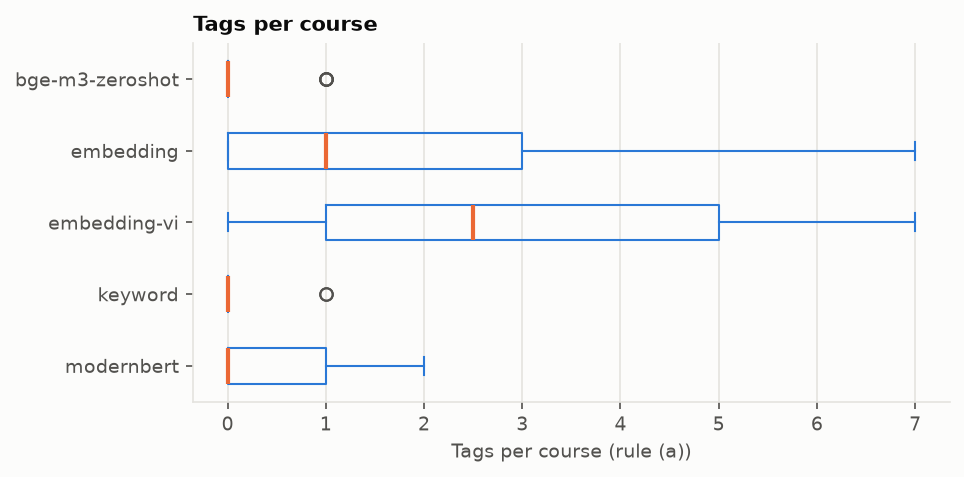 Tags per course
bge-m3-zeroshot
embedding
embedding-vi
keyword
modernbert
0 1 2 3 4 5 6 7
Tags per course (rule (a))